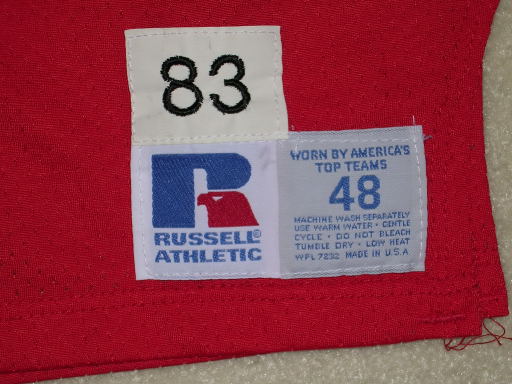 83
RUSSELL®
ATHLETIC
WORN BY AMERICA'S
TOP TEAMS
48
MACHINE WASH SEPARATELY
USE WARM WATER • GENTLE
CYCLE • DO NOT BLEACH
TUMBLE DRY • LOW HEAT
WPL 7232 MADE IN U.S.A